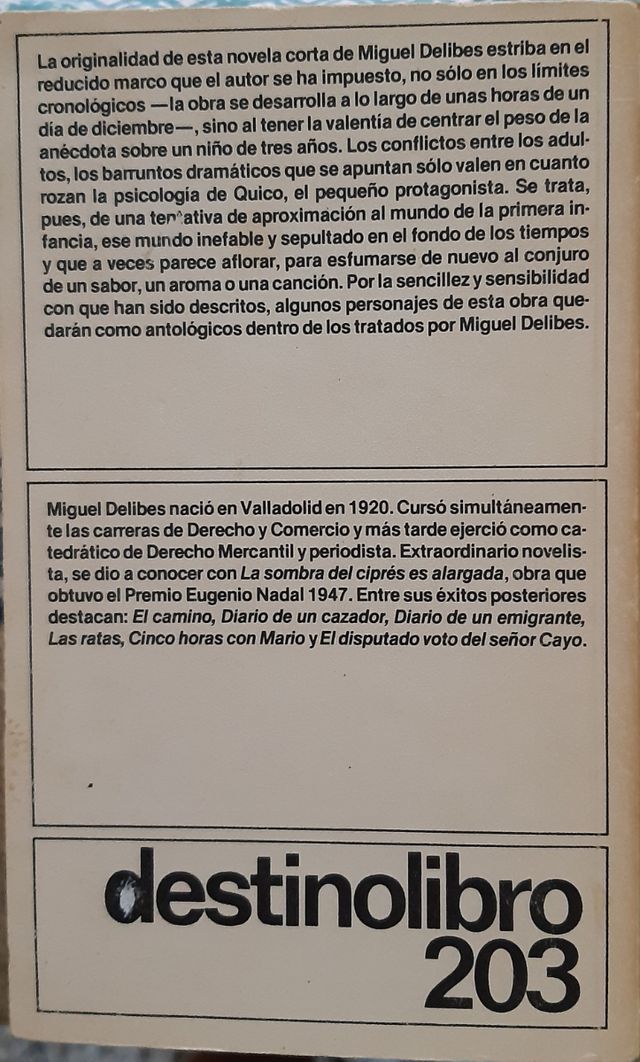 La originalidad de esta novela corta de Miguel Delibes estriba en el
reducido marco que el autor se ha impuesto, no sólo en los límites
cronológicos —la obra se desarrolla a lo largo de unas horas de un
día de diciembre—, sino al tener la valentía de centrar el peso de la
anécdota sobre un niño de tres años. Los conflictos entre los adul-
tos, los barruntos dramáticos que se apuntan sólo valen en cuanto
rozan la psicología de Quico, el pequeño protagonista. Se trata,
pues, de una tentativa de aproximación al mundo de la primera in-
fancia, ese mundo inefable y sepultado en el fondo de los tiempos
y que a veces parece aflorar, para esfumarse de nuevo al conjuro
de un sabor, un aroma o una canción. Por la sencillez y sensibilidad
con que han sido descritos, algunos personajes de esta obra que-
darán como antológicos dentro de los tratados por Miguel Delibes.
Miguel Delibes nació en Valladolid en 1920. Cursó simultáneamen-
te las carreras de Derecho y Comercio y más tarde ejerció como ca-
tedrático de Derecho Mercantil y periodista. Extraordinario novelis-
ta, se dio a conocer con La sombra del ciprés es alargada, obra que
obtuvo el Premio Eugenio Nadal 1947. Entre sus éxitos posteriores
destacan: El camino, Diario de un cazador, Diario de un emigrante,
Las ratas, Cinco horas con Mario y El disputado voto del señor Cayo.
destinolibro
203